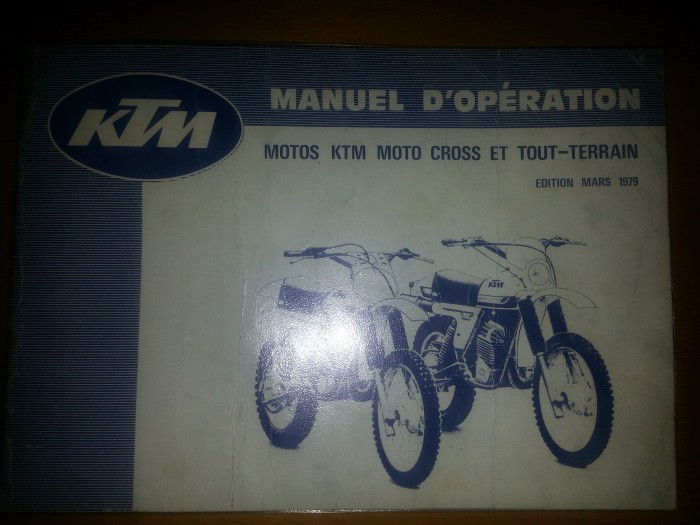 KTM
MANUEL D'OPÉRATION
MOTOS KTM MOTO CROSS ET TOUT-TERRAIN
EDITION MARS 1979
KTM